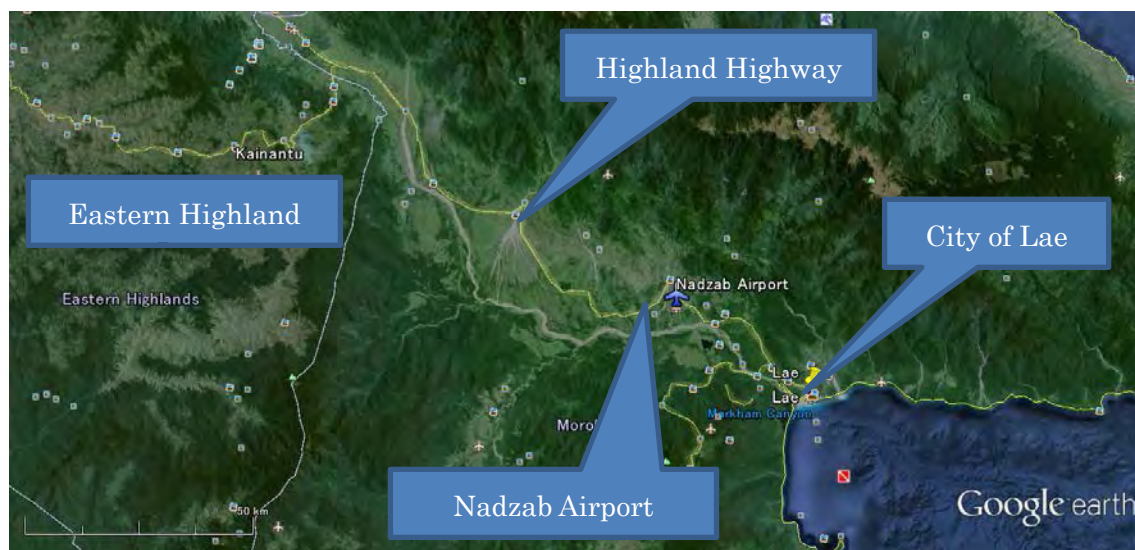 Highland Highway
Kainantu
Eastern Highland
City of Lae
Nadzab Airport
Eastern Highlands
Lae
Lae
Markham Canyon
Nadzab Airport
50 km
Google earth